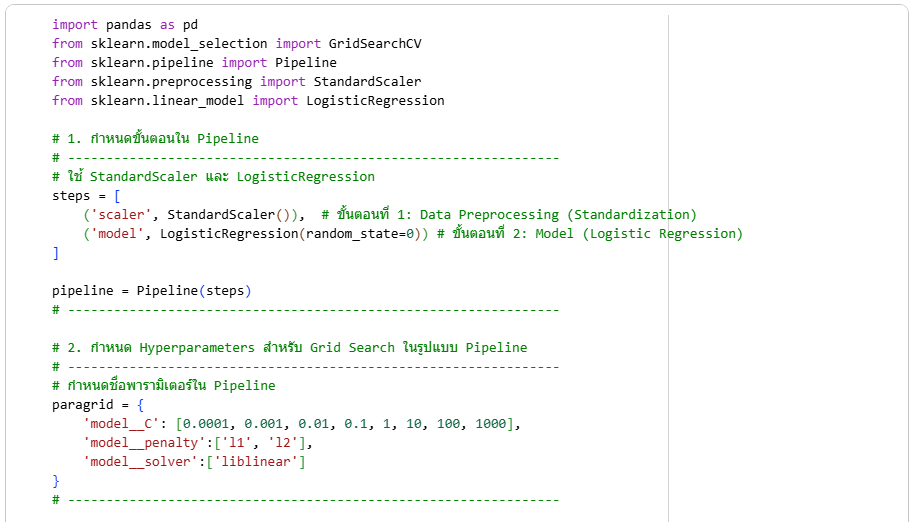 import pandas as pd
from sklearn.model_selection import GridSearchCV
from sklearn.pipeline import Pipeline
from sklearn.preprocessing import StandardScaler
from sklearn.linear_model import LogisticRegression
# 1. กำหนดขั้นตอนใน Pipeline
# ----------------------------------------------------------------
# ใช้ StandardScaler และ LogisticRegression
steps = [
    ('scaler', StandardScaler()),  # ขั้นตอนที่ 1: Data Preprocessing (Standardization)
    ('model', LogisticRegression(random_state=0)) # ขั้นตอนที่ 2: Model (Logistic Regression)
]
pipeline = Pipeline(steps)
# ----------------------------------------------------------------
# 2. กำหนด Hyperparameters สำหรับ Grid Search ในรูปแบบ Pipeline
# ----------------------------------------------------------------
# กำหนดชื่อพารามิเตอร์ใน Pipeline
paragrid = {
    'model__C': [0.0001, 0.001, 0.01, 0.1, 1, 10, 100, 1000],
    'model__penalty':['l1', 'l2'],
    'model__solver':['liblinear']
}
# ----------------------------------------------------------------